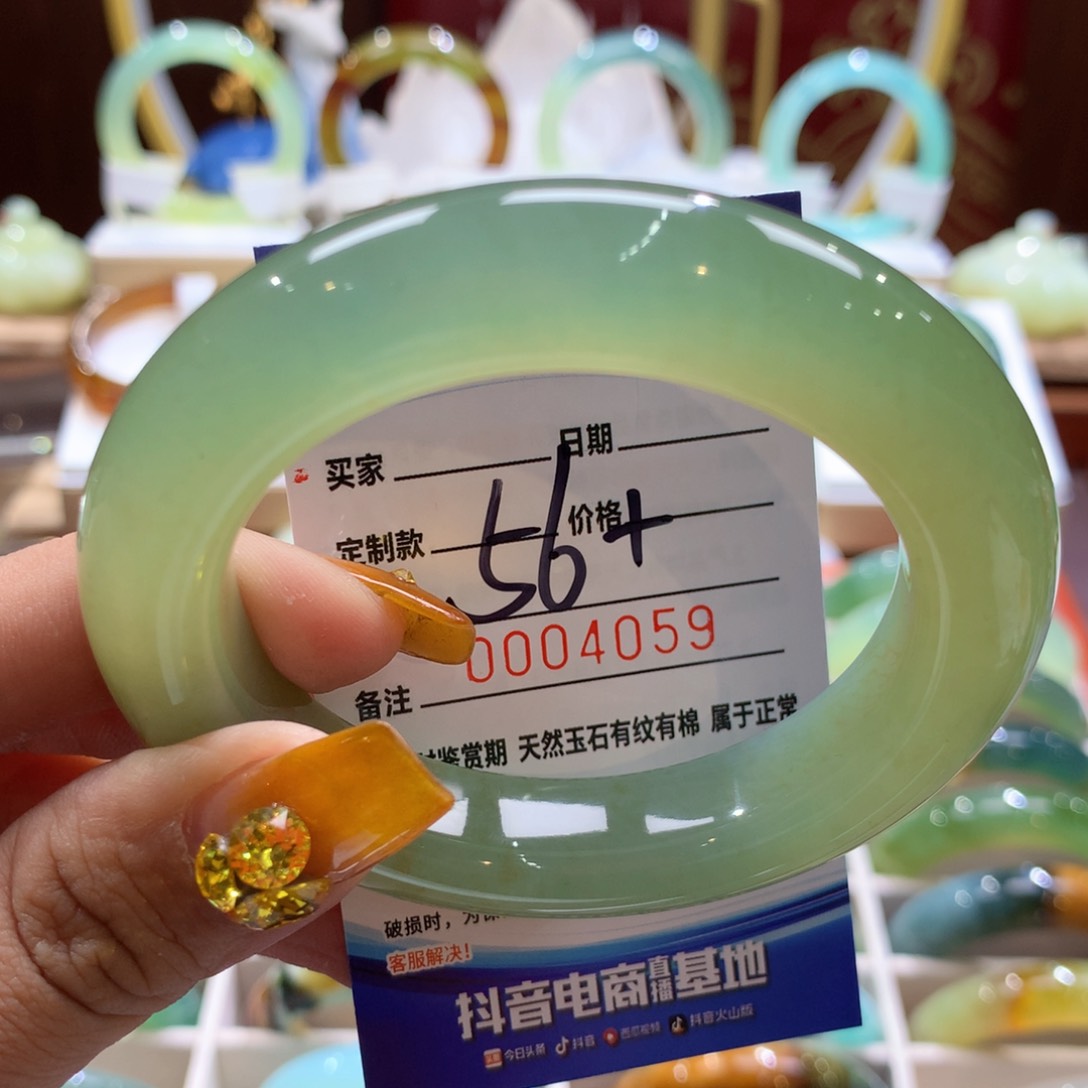 买家 日期
定制款 价格
56+
0004059
备注
鉴赏期 天然玉石有纹有棉 属于正常
破损时，为
客服解决！
抖音电商直播基地
今日头条 抖音 西瓜视频 抖音火山版